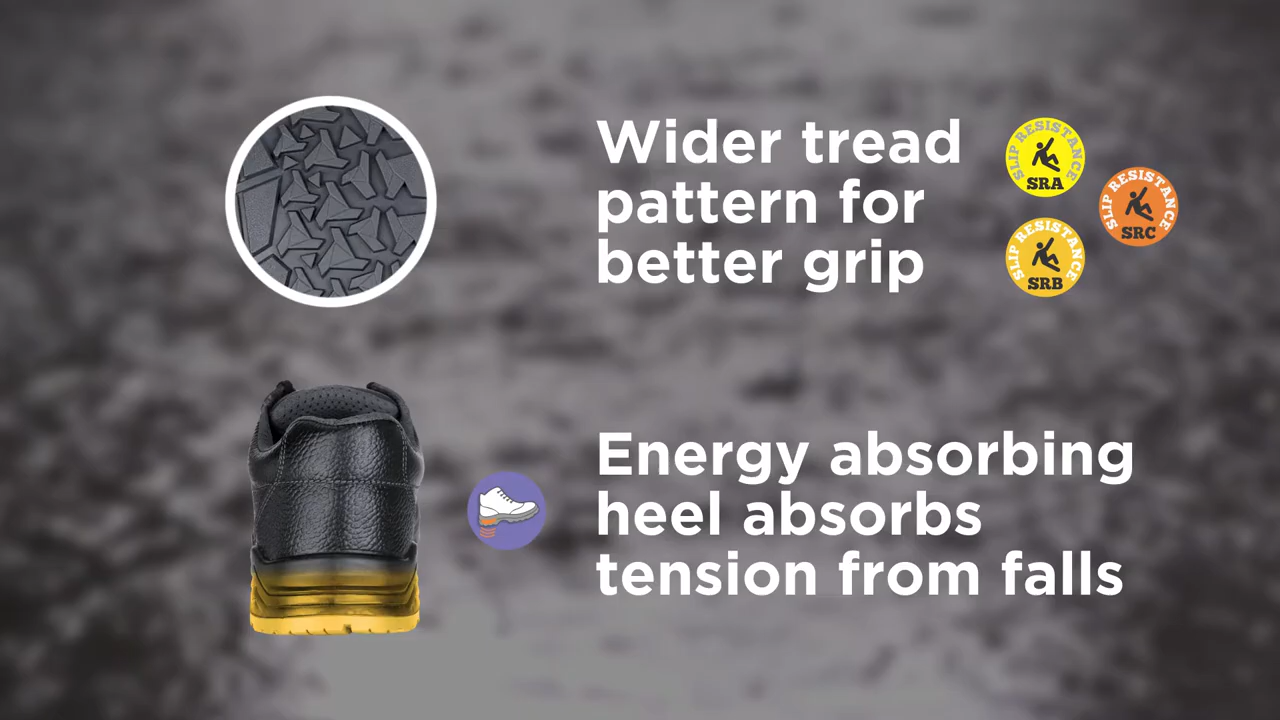 Wider tread
pattern for
better grip
SLIP RESISTANCE
SRA
SLIP RESISTANCE
SRC
SLIP RESISTANCE
SRB
Energy absorbing
heel absorbs
tension from falls